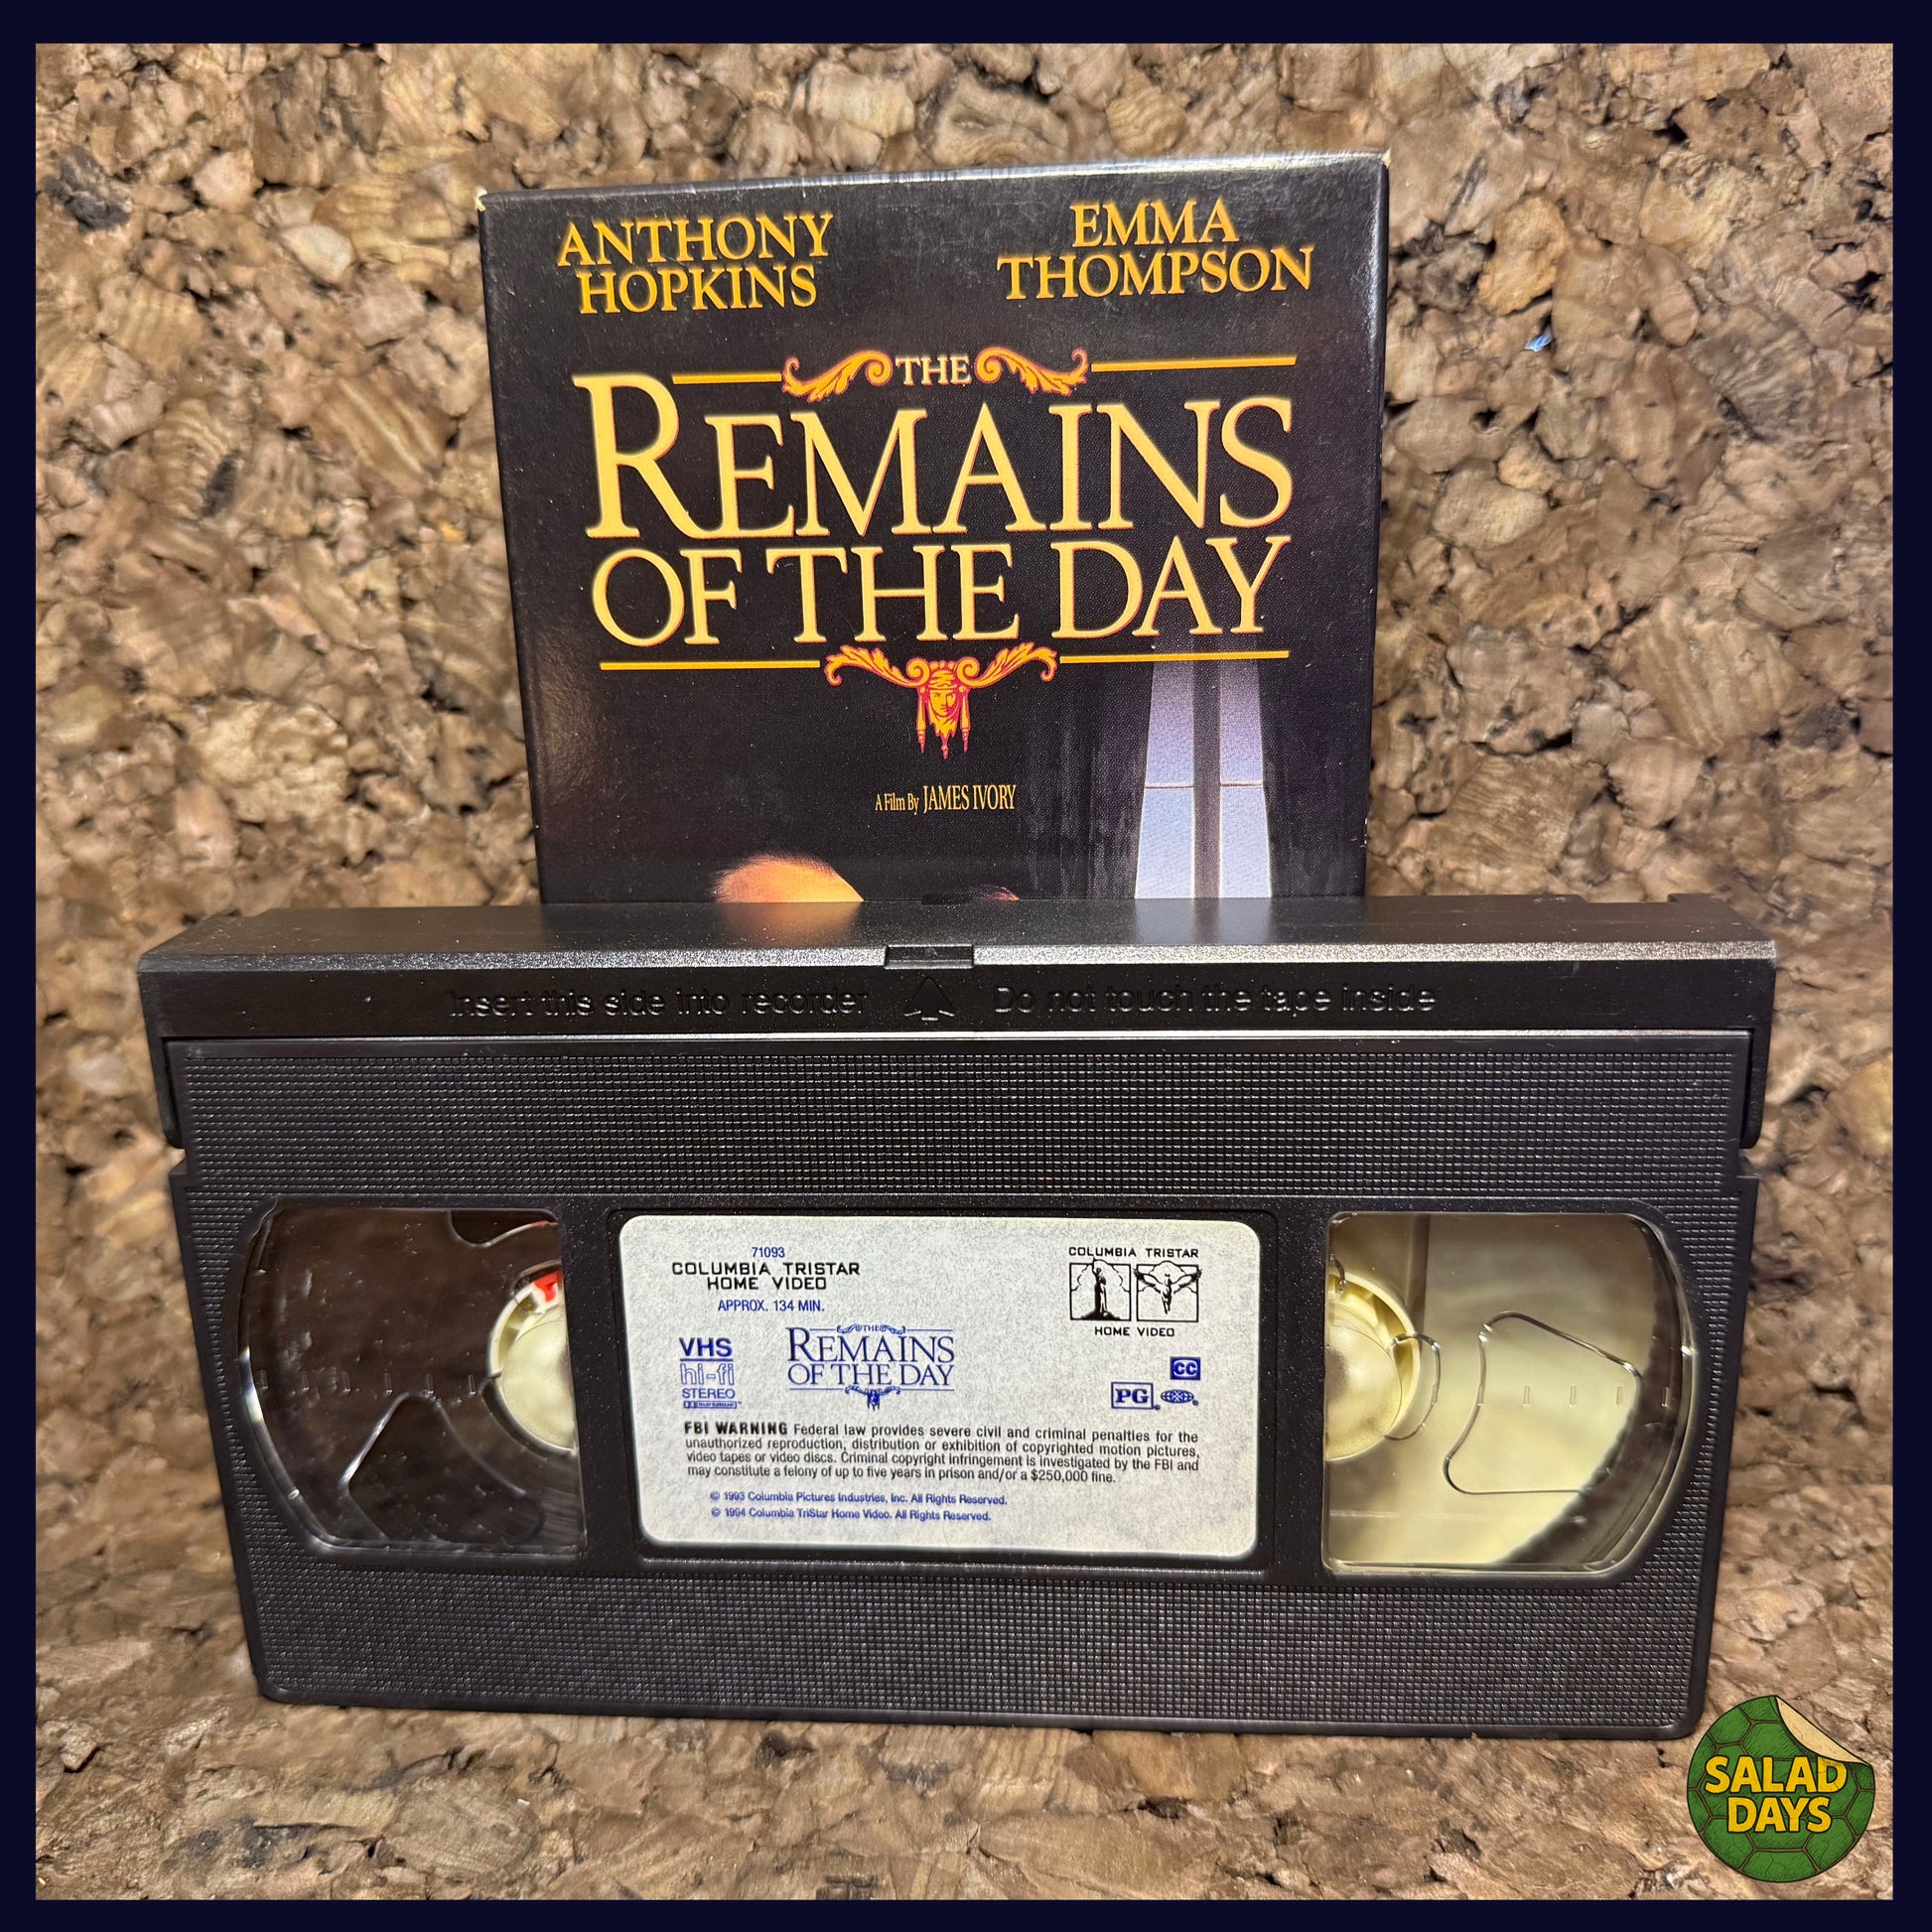 ANTHONY
HOPKINS
EMMA
THOMPSON
THE
REMAINS
OF THE DAY
A Film By JAMES IVORY
Insert this side into recorder
Do not touch the tape inside
71093
COLUMBIA TRISTAR
HOME VIDEO
APPROX. 134 MIN.
COLUMBIA TRISTAR
HOME VIDEO
VHS
hi-fi
STEREO
THE
REMAINS
OF THE DAY
CC
PG
FBI WARNING Federal law provides severe civil and criminal penalties for the
unauthorized reproduction, distribution or exhibition of copyrighted motion pictures,
video tapes or video discs. Criminal copyright infringement is investigated by the FBI and
may constitute a felony of up to five years in prison and/or a $250,000 fine.
© 1993 Columbia Pictures Industries, Inc. All Rights Reserved.
© 1994 Columbia TriStar Home Video. All Rights Reserved.
SALAD
DAYS